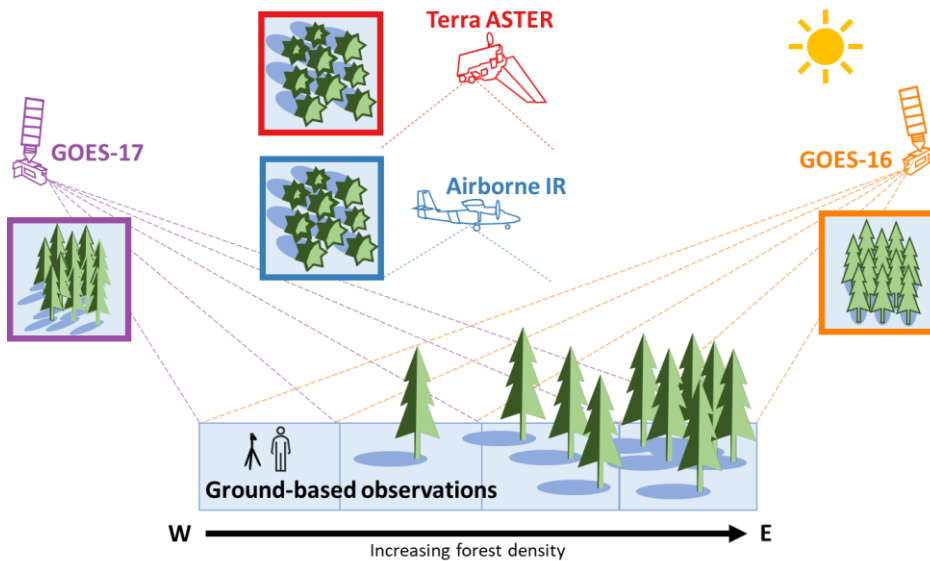 Terra ASTER
GOES-17
GOES-16
Airborne IR
Ground-based observations
W
E
Increasing forest density